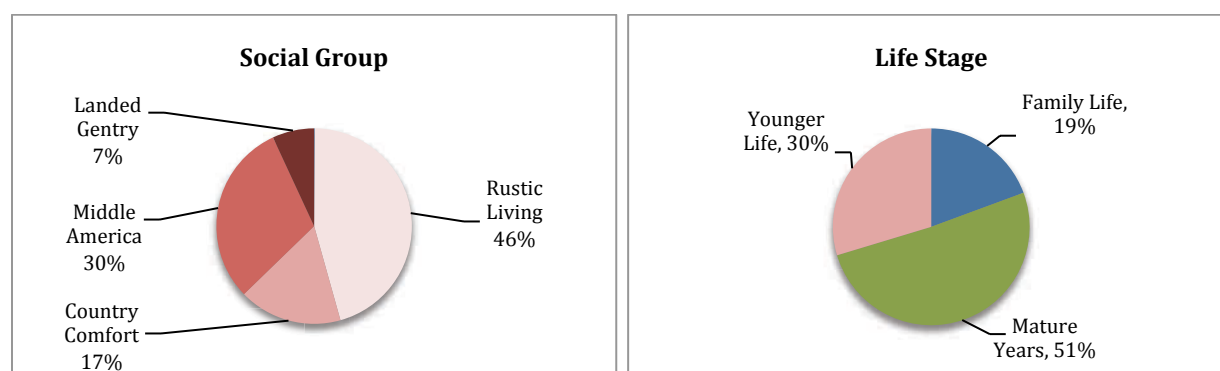 Social Group
Landed
Gentry
7%
Rustic
Living
46%
Middle
America
30%
Country
Comfort
17%
Life Stage
Family Life,
19%
Younger
Life, 30%
Mature
Years, 51%